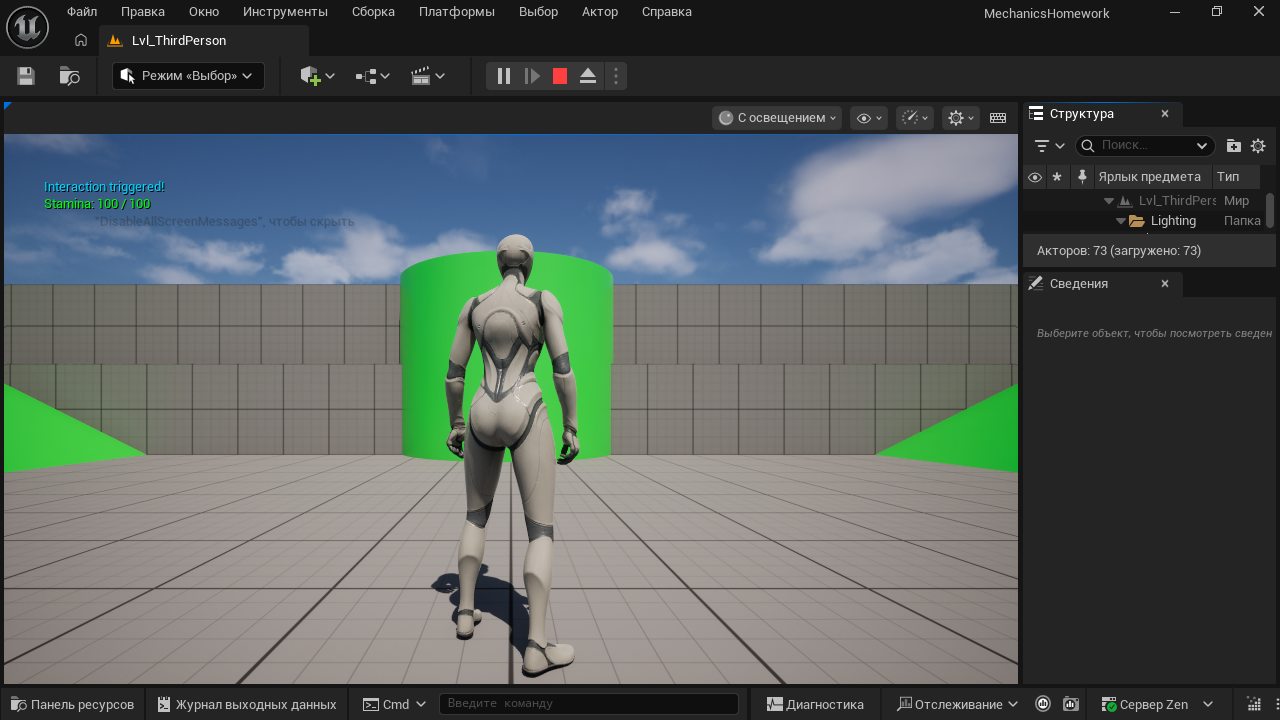 Файл Правка Окно Инструменты Сборка Платформы Выбор Актор Справка MechanicsHomework
Lvl_ThirdPerson
Режим «Выбор»
С освещением
Структура
Поиск...
Ярлык предмета Тип
Lvl_ThirdPers Мир
Lighting Папка
Акторов: 73 (загружено: 73)
Сведения
Выберите объект, чтобы посмотреть сведен
Interaction triggered!
Stamina: 100 / 100
"DisableAllScreenMessages", чтобы скрыть
Панель ресурсов Журнал выходных данных Cmd Введите команду Диагностика Отслеживание Сервер Zen